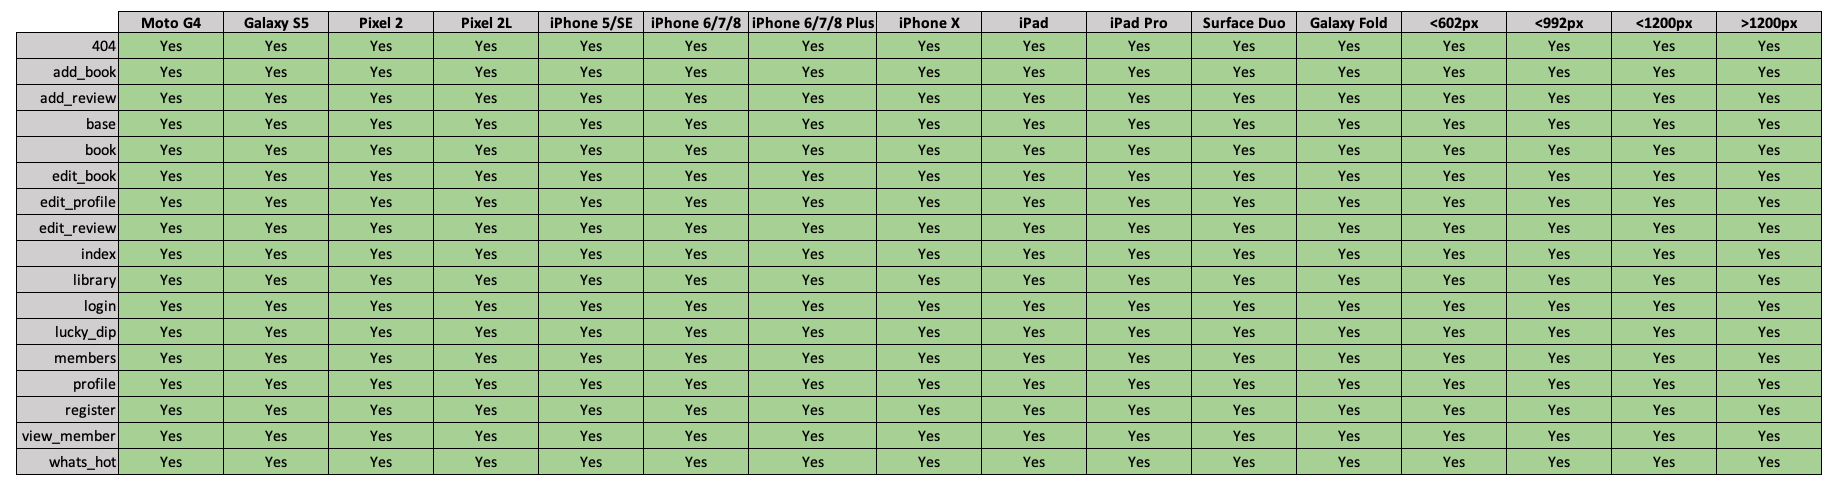 Moto G4 Galaxy S5 Pixel 2 Pixel 2L iPhone 5/SE iPhone 6/7/8 iPhone 6/7/8 Plus iPhone X iPad iPad Pro Surface Duo Galaxy Fold <602px <992px <1200px >1200px
404 Yes Yes Yes Yes Yes Yes Yes Yes Yes Yes Yes Yes Yes Yes Yes Yes
add_book Yes Yes Yes Yes Yes Yes Yes Yes Yes Yes Yes Yes Yes Yes Yes Yes
add_review Yes Yes Yes Yes Yes Yes Yes Yes Yes Yes Yes Yes Yes Yes Yes Yes
base Yes Yes Yes Yes Yes Yes Yes Yes Yes Yes Yes Yes Yes Yes Yes Yes
book Yes Yes Yes Yes Yes Yes Yes Yes Yes Yes Yes Yes Yes Yes Yes Yes
edit_book Yes Yes Yes Yes Yes Yes Yes Yes Yes Yes Yes Yes Yes Yes Yes Yes
edit_profile Yes Yes Yes Yes Yes Yes Yes Yes Yes Yes Yes Yes Yes Yes Yes Yes
edit_review Yes Yes Yes Yes Yes Yes Yes Yes Yes Yes Yes Yes Yes Yes Yes Yes
index Yes Yes Yes Yes Yes Yes Yes Yes Yes Yes Yes Yes Yes Yes Yes Yes
library Yes Yes Yes Yes Yes Yes Yes Yes Yes Yes Yes Yes Yes Yes Yes Yes
login Yes Yes Yes Yes Yes Yes Yes Yes Yes Yes Yes Yes Yes Yes Yes Yes
lucky_dip Yes Yes Yes Yes Yes Yes Yes Yes Yes Yes Yes Yes Yes Yes Yes Yes
members Yes Yes Yes Yes Yes Yes Yes Yes Yes Yes Yes Yes Yes Yes Yes Yes
profile Yes Yes Yes Yes Yes Yes Yes Yes Yes Yes Yes Yes Yes Yes Yes Yes
register Yes Yes Yes Yes Yes Yes Yes Yes Yes Yes Yes Yes Yes Yes Yes Yes
view_member Yes Yes Yes Yes Yes Yes Yes Yes Yes Yes Yes Yes Yes Yes Yes Yes
whats_hot Yes Yes Yes Yes Yes Yes Yes Yes Yes Yes Yes Yes Yes Yes Yes Yes